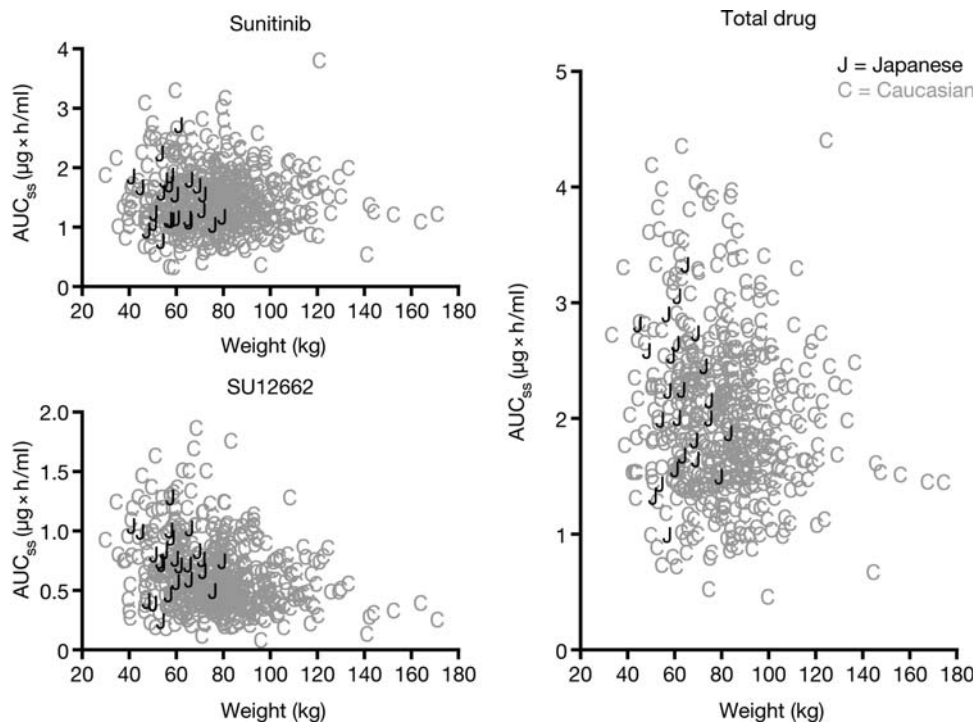 Sunitinib
4
3
2
1
0
AUCss (µg × h/ml)
20 40 60 80 100 120 140 160 180
Weight (kg)
SU12662
2.0
1.5
1.0
0.5
0
AUCss (µg × h/ml)
20 40 60 80 100 120 140 160 180
Weight (kg)
Total drug
J = Japanese
C = Caucasian
5
4
3
2
1
0
AUCss (µg × h/ml)
20 40 60 80 100 120 140 160 180
Weight (kg)